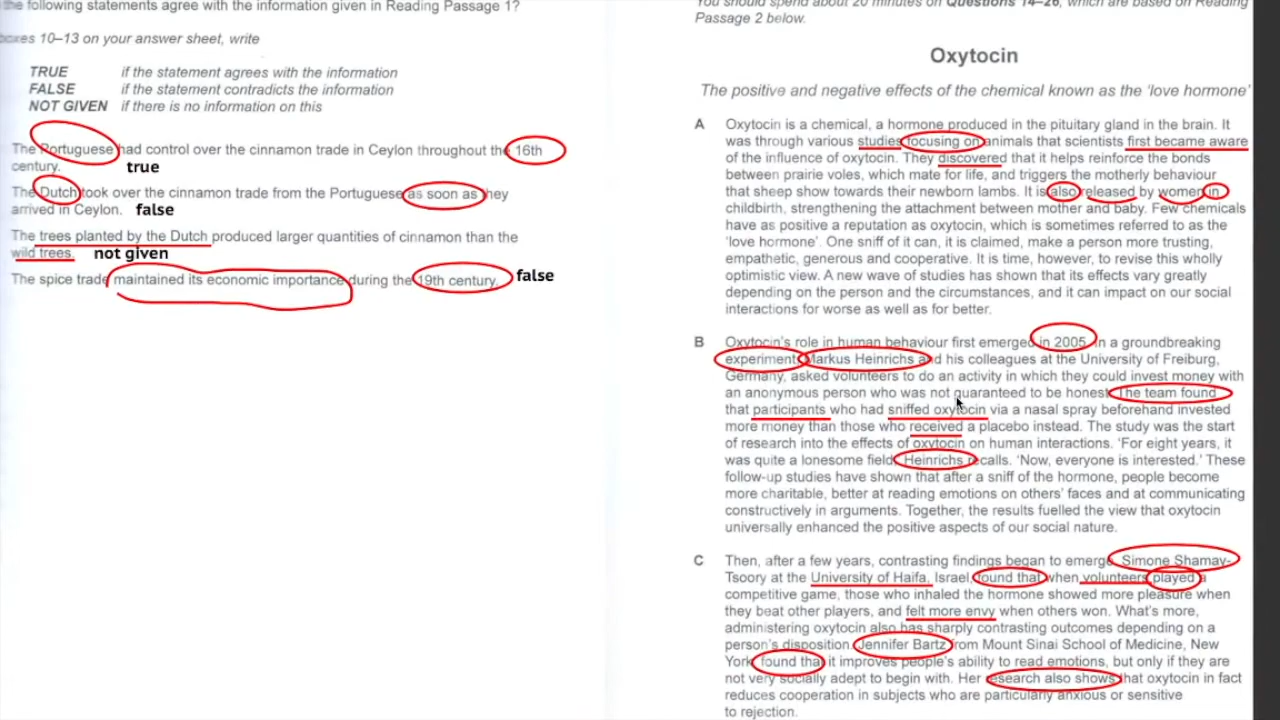 the following statements agree with the information given in Reading Passage 1?
boxes 10–13 on your answer sheet, write
TRUE if the statement agrees with the information
FALSE if the statement contradicts the information
NOT GIVEN if there is no information on this
The Portuguese had control over the cinnamon trade in Ceylon throughout the 16th
century. true
The Dutch took over the cinnamon trade from the Portuguese as soon as they
arrived in Ceylon. false
The trees planted by the Dutch produced larger quantities of cinnamon than the
wild trees. not given
The spice trade maintained its economic importance during the 19th century. false
You should spend about 20 minutes on Questions 14–26, which are based on Reading
Passage 2 below.
Oxytocin
The positive and negative effects of the chemical known as the ‘love hormone’
A Oxytocin is a chemical, a hormone produced in the pituitary gland in the brain. It
was through various studies focusing on animals that scientists first became aware
of the influence of oxytocin. They discovered that it helps reinforce the bonds
between prairie voles, which mate for life, and triggers the motherly behaviour
that sheep show towards their newborn lambs. It is also released by women in
childbirth, strengthening the attachment between mother and baby. Few chemicals
have as positive a reputation as oxytocin, which is sometimes referred to as the
‘love hormone’. One sniff of it can, it is claimed, make a person more trusting,
empathetic, generous and cooperative. It is time, however, to revise this wholly
optimistic view. A new wave of studies has shown that its effects vary greatly
depending on the person and the circumstances, and it can impact on our social
interactions for worse as well as for better.
B Oxytocin’s role in human behaviour first emerged in 2005. In a groundbreaking
experiment, Markus Heinrichs and his colleagues at the University of Freiburg,
Germany, asked volunteers to do an activity in which they could invest money with
an anonymous person who was not guaranteed to be honest. The team found
that participants who had sniffed oxytocin via a nasal spray beforehand invested
more money than those who received a placebo instead. The study was the start
of research into the effects of oxytocin on human interactions. ‘For eight years, it
was quite a lonesome field,’ Heinrichs recalls. ‘Now, everyone is interested.’ These
follow-up studies have shown that after a sniff of the hormone, people become
more charitable, better at reading emotions on others’ faces and at communicating
constructively in arguments. Together, the results fuelled the view that oxytocin
universally enhanced the positive aspects of our social nature.
C Then, after a few years, contrasting findings began to emerge. Simone Shamay-
Tsoory at the University of Haifa, Israel, found that when volunteers played a
competitive game, those who inhaled the hormone showed more pleasure when
they beat other players, and felt more envy when others won. What’s more,
administering oxytocin also has sharply contrasting outcomes depending on a
person’s disposition. Jennifer Bartz from Mount Sinai School of Medicine, New
York, found that it improves people’s ability to read emotions, but only if they are
not very socially adept to begin with. Her research also shows that oxytocin in fact
reduces cooperation in subjects who are particularly anxious or sensitive
to rejection.